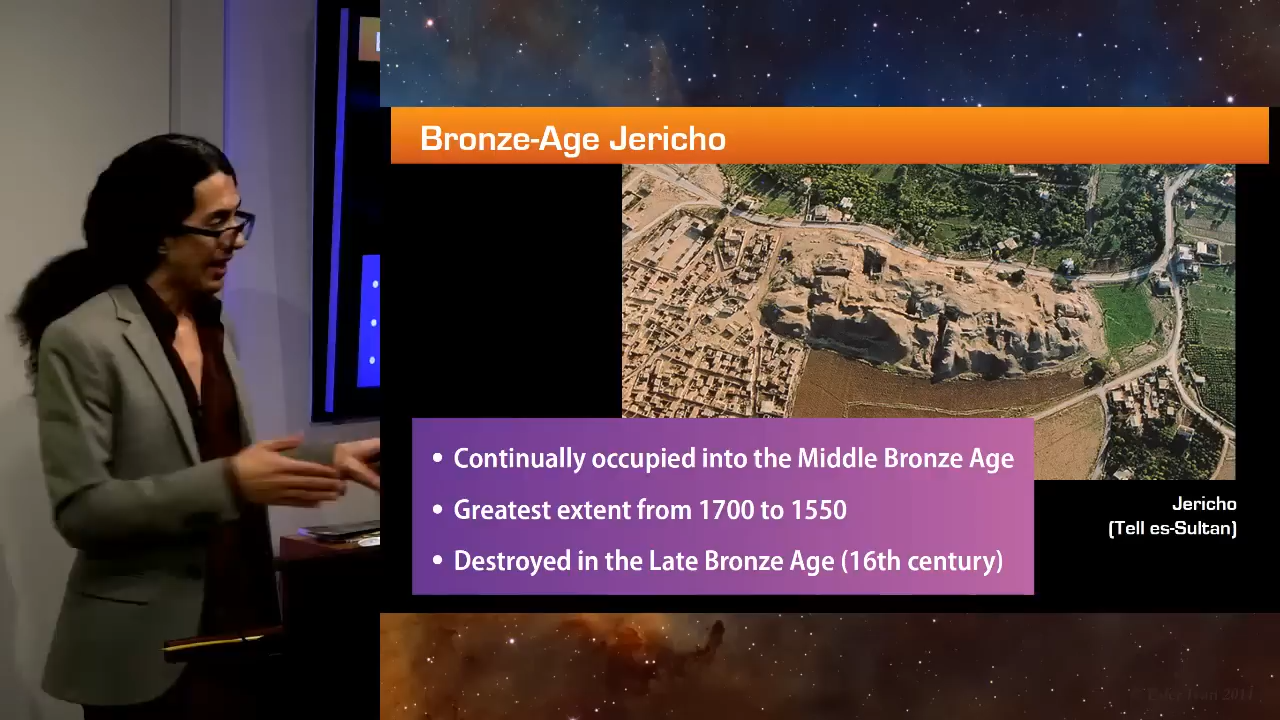 Bronze-Age Jericho
• Continually occupied into the Middle Bronze Age
• Greatest extent from 1700 to 1550
• Destroyed in the Late Bronze Age (16th century)
Jericho
(Tell es-Sultan)